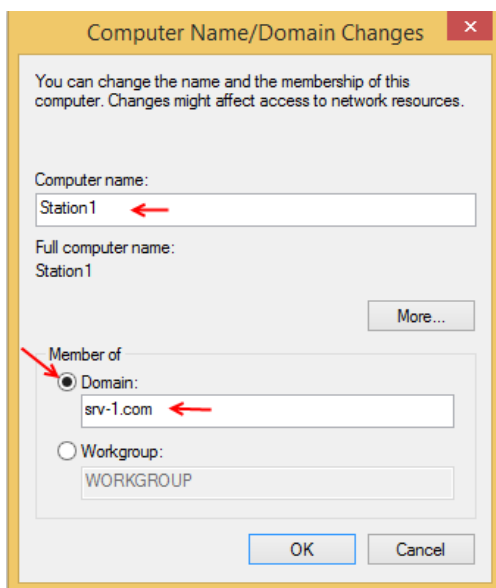 Computer Name/Domain Changes
You can change the name and the membership of this
computer. Changes might affect access to network resources.
Computer name:
Station1
Full computer name:
Station1
More...
Member of
Domain:
srv-1.com
Workgroup:
WORKGROUP
OK Cancel